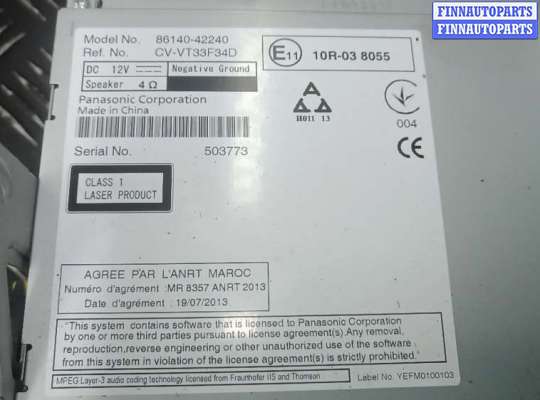 FINNAUTOPARTS
FINNAUTOPARTS
Model No. 86140-42240
Ref. No. CV-VT33F34D
DC 12V Negative Ground
Speaker 4Ω
Panasonic Corporation
Made in China
E11 10R-03 8055
H011 13
004
CE
Serial No. 503773
CLASS 1
LASER PRODUCT
AGREE PAR L'ANRT MAROC
Numéro d'agrément :MR 8357 ANRT 2013
Date d'agrément : 19/07/2013
"This system contains software that is licensed to Panasonic Corporation
by one or more third parties pursuant to license agreement(s).Any removal,
reproduction,reverse engineering or other unauthorized use of the software
from this system in violation of the license agreement(s) is strictly prohibited."
MPEG Layer-3 audio coding technology licensed from Fraunhofer IIS and Thomson.
Label No. YEFM0100103
FINNAUTOPARTS
FINNAUTOPARTS